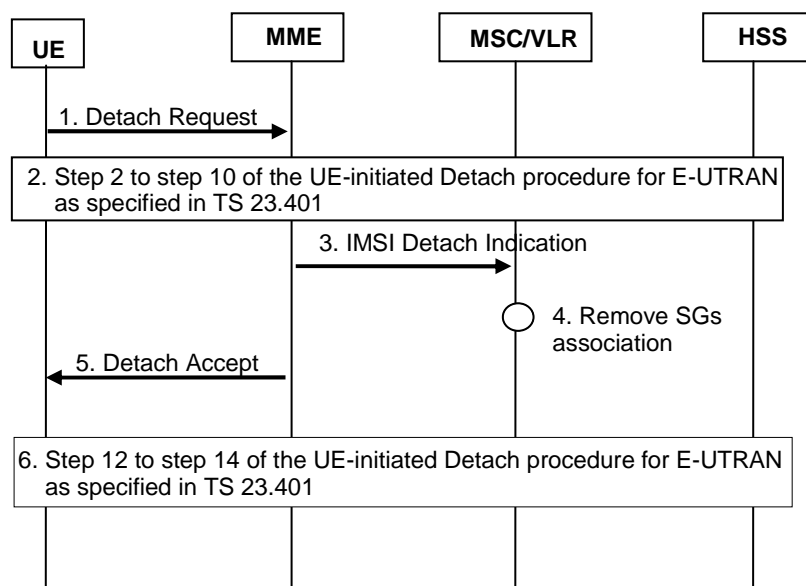 UE
MME
MSC/VLR
HSS
1. Detach Request
2. Step 2 to step 10 of the UE-initiated Detach procedure for E-UTRAN
as specified in TS 23.401
3. IMSI Detach Indication
4. Remove SGs
association
5. Detach Accept
6. Step 12 to step 14 of the UE-initiated Detach procedure for E-UTRAN
as specified in TS 23.401